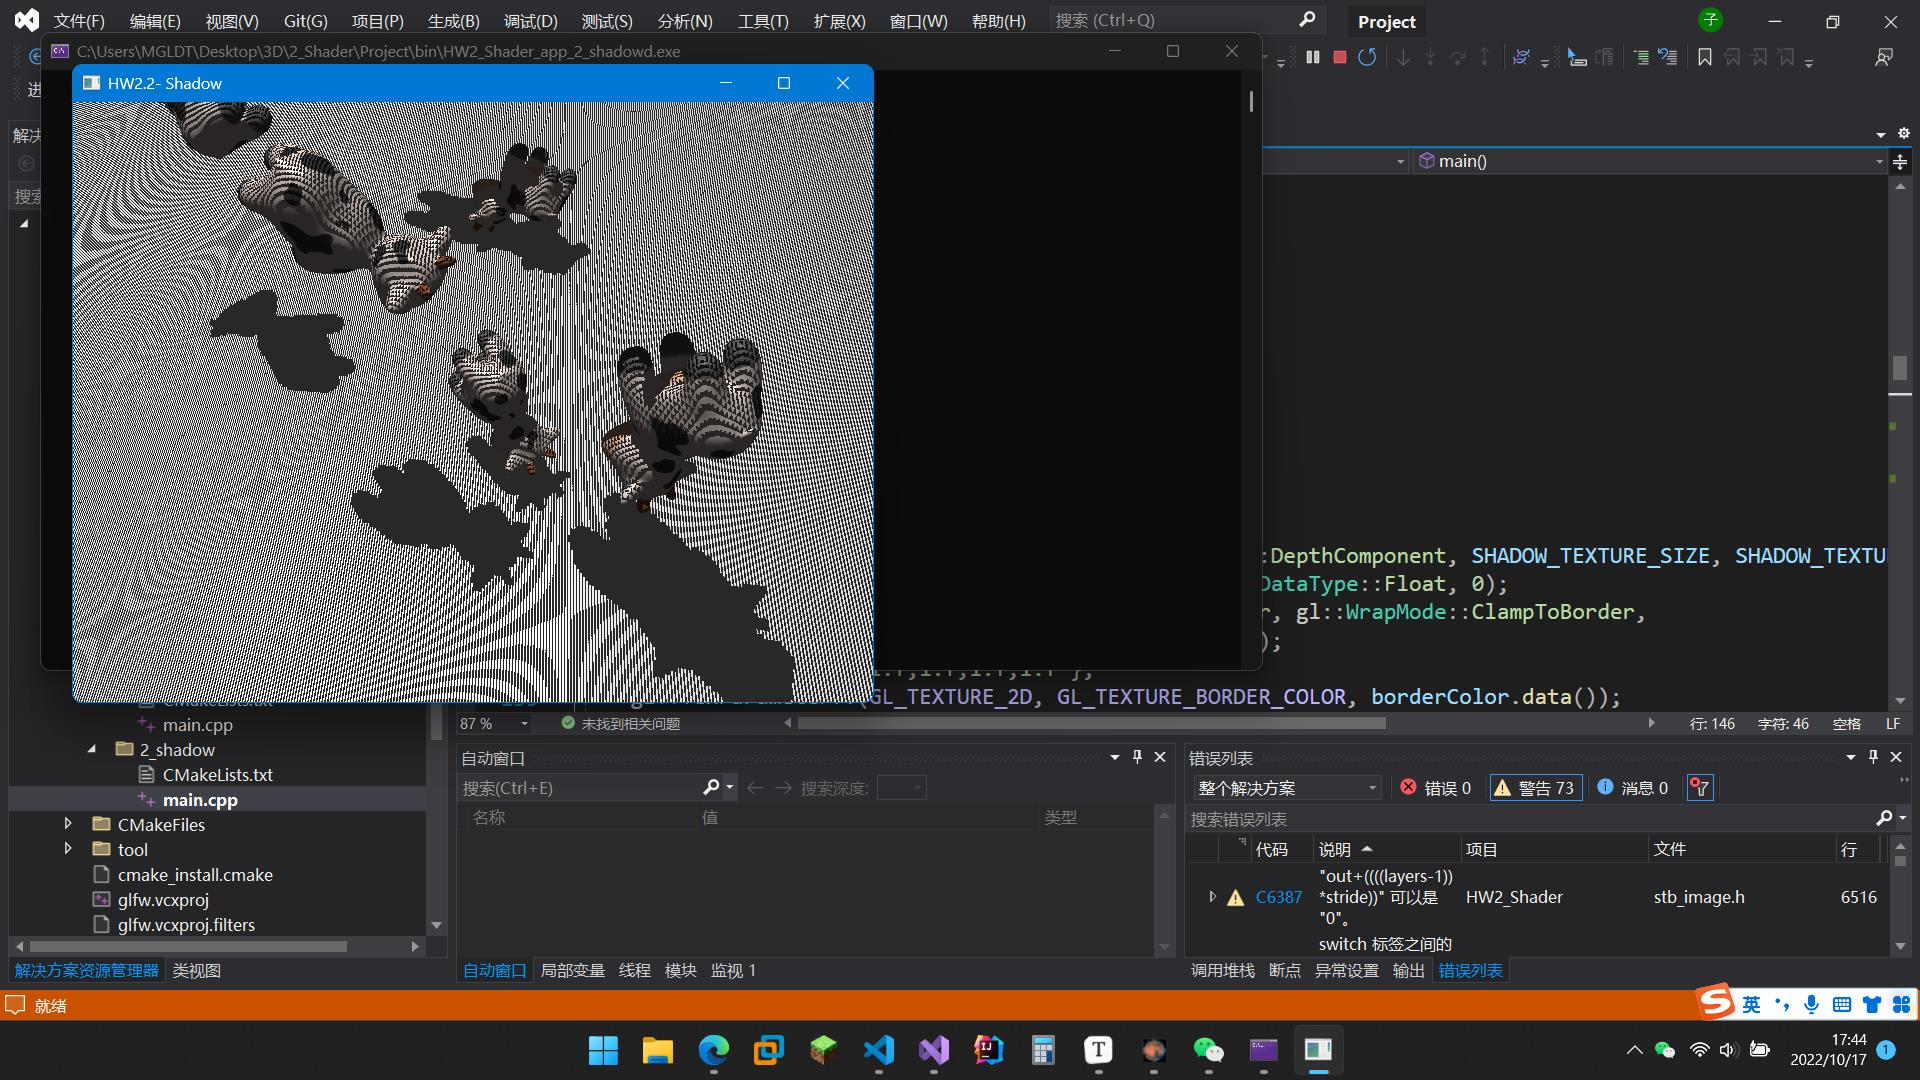 文件(F) 编辑(E) 视图(V) Git(G) 项目(P) 生成(B) 调试(D) 测试(S) 分析(N) 工具(T) 扩展(X) 窗口(W) 帮助(H) 搜索 (Ctrl+Q) Project 子
C:\Users\MGLDT\Desktop\3D\2_Shader\Project\bin\HW2_Shader_app_2_shadowd.exe
HW2.2- Shadow
进
解决
main()
搜索
:DepthComponent, SHADOW_TEXTURE_SIZE, SHADOW_TEXTU
DataType::Float, 0);
r, gl::WrapMode::ClampToBorder,
);
(GL_TEXTURE_2D, GL_TEXTURE_BORDER_COLOR, borderColor.data());
CMakeLists.txt
main.cpp
87 % 未找到相关问题 行: 146 字符: 46 空格 LF
2_shadow
CMakeLists.txt
main.cpp
CMakeFiles
tool
cmake_install.cmake
glfw.vcxproj
glfw.vcxproj.filters
解决方案资源管理器 类视图
自动窗口
搜索(Ctrl+E) 搜索深度:
名称 值 类型
自动窗口 局部变量 线程 模块 监视 1
错误列表
整个解决方案 错误 0 警告 73 消息 0
搜索错误列表
代码 说明 项目 文件 行
"out+((((layers-1))
C6387 *stride))" 可以是 HW2_Shader stb_image.h 6516
"0"。
switch 标签之间的
调用堆栈 断点 异常设置 输出 错误列表
就绪
英
17:44
2022/10/17
1